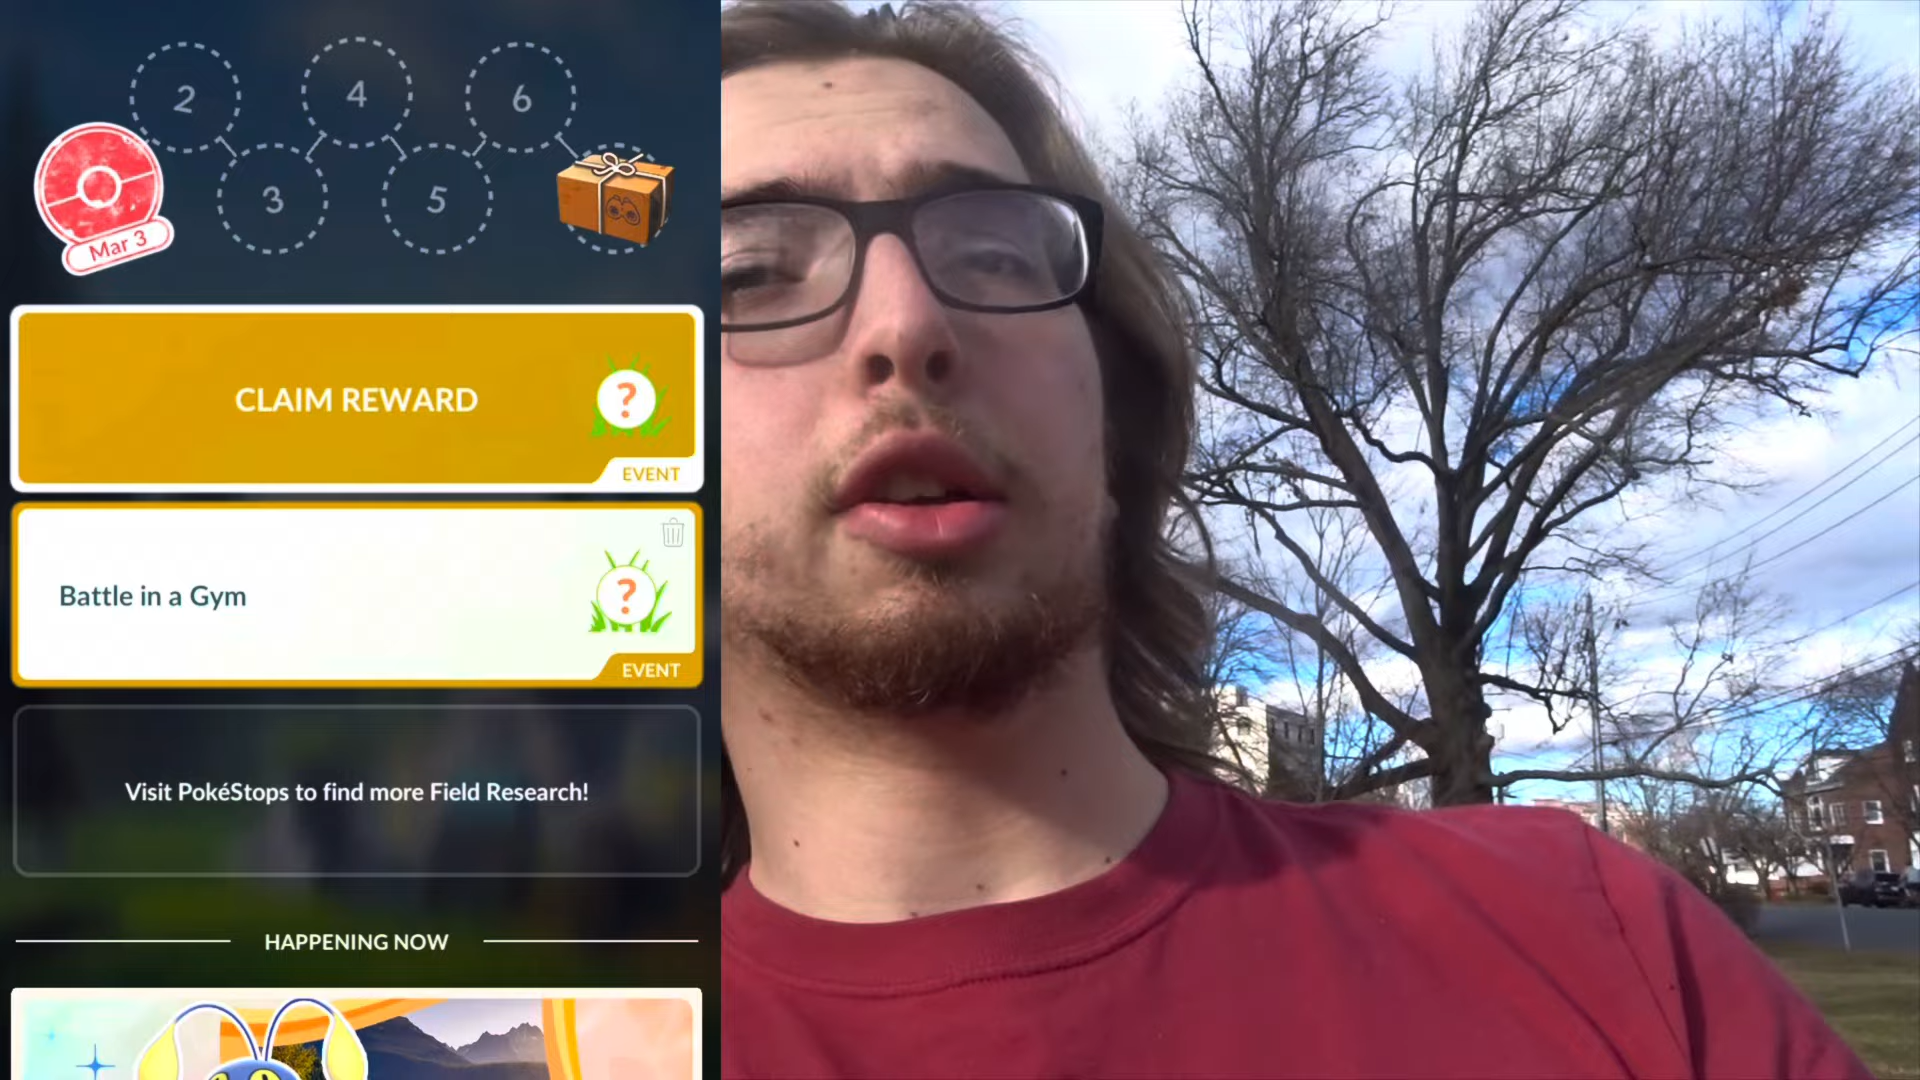 2
4
6
3
5
Mar 3
CLAIM REWARD
?
EVENT
Battle in a Gym
?
EVENT
Visit PokéStops to find more Field Research!
HAPPENING NOW